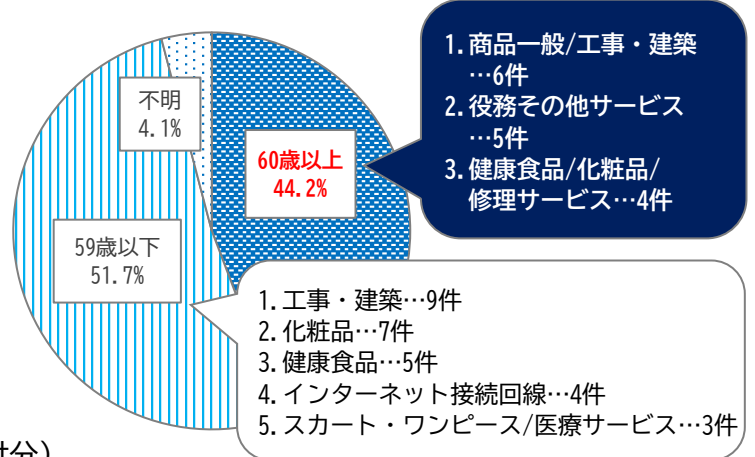 不明
4.1%
60歳以上
44.2%
59歳以下
51.7%
1.商品一般/工事・建築
…6件
2.役務その他サービス
…5件
3.健康食品/化粧品/
修理サービス…4件
1.工事・建築…9件
2.化粧品…7件
3.健康食品…5件
4.インターネット接続回線…4件
5.スカート・ワンピース/医療サービス…3件
付分)